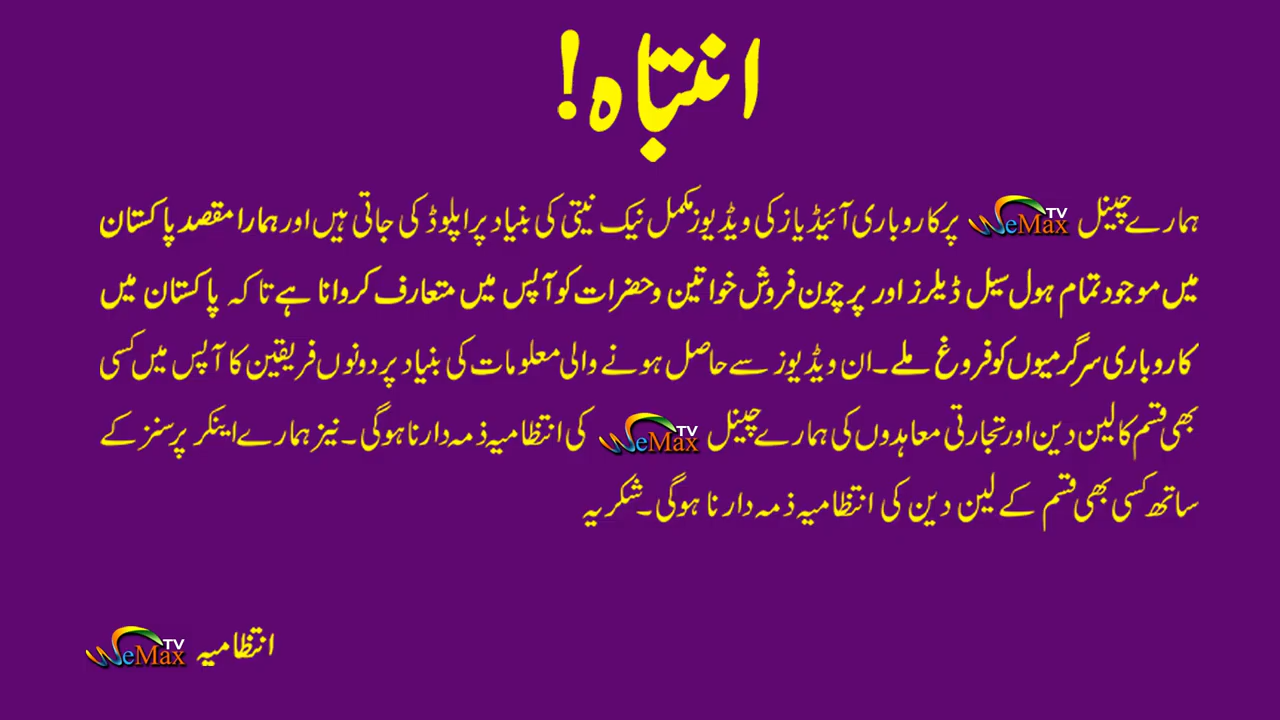 انتباہ!
ہمارے چینل WeMax TV پر کاروباری آئیڈیاز کی ویڈیوز مکمل نیک نیتی کی بنیاد پر اپلوڈ کی جاتی ہیں اور ہمارا مقصد پاکستان
میں موجود تمام ہول سیل ڈیلرز اور پرچون فروش خواتین و حضرات کو آپس میں متعارف کروانا ہے تا کہ پاکستان میں
کاروباری سرگرمیوں کو فروغ ملے۔ ان ویڈیوز سے حاصل ہونے والی معلومات کی بنیاد پر دونوں فریقین کا آپس میں کسی
بھی قسم کا لین دین اور تجارتی معاہدوں کی ہمارے چینل WeMax TV کی انتظامیہ ذمہ دار نا ہوگی۔ نیز ہمارے اینکر پرسنز کے
ساتھ کسی بھی قسم کے لین دین کی انتظامیہ ذمہ دار نا ہوگی۔ شکریہ
انتظامیہ WeMax TV